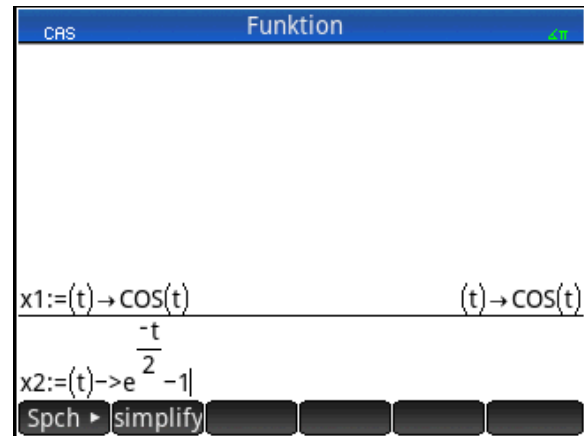 CAS Funktion ∡π
x1:=(t)→COS(t) (t)→COS(t)
x2:=(t)->e^(-t/2) -1
Spch ▸ simplify